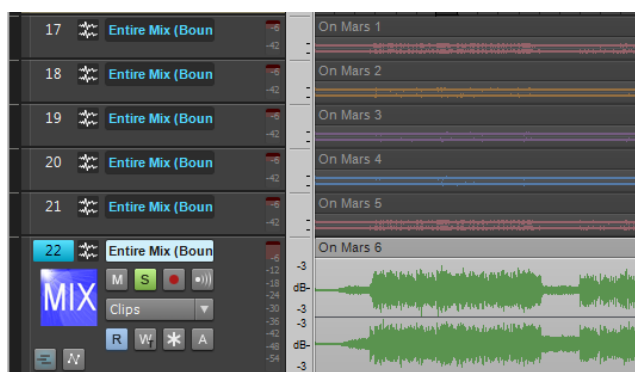 17 Entire Mix (Boun -6 On Mars 1
-42
18 Entire Mix (Boun -6 On Mars 2
-42
19 Entire Mix (Boun -6 On Mars 3
-42
20 Entire Mix (Boun -6 On Mars 4
-42
21 Entire Mix (Boun -6 On Mars 5
-42
22 Entire Mix (Boun -6 On Mars 6
MIX M S -12 -3
-18
Clips -24 dB-
-30
-36 -3
R W A -42 -3
-48 dB-
-54
-3